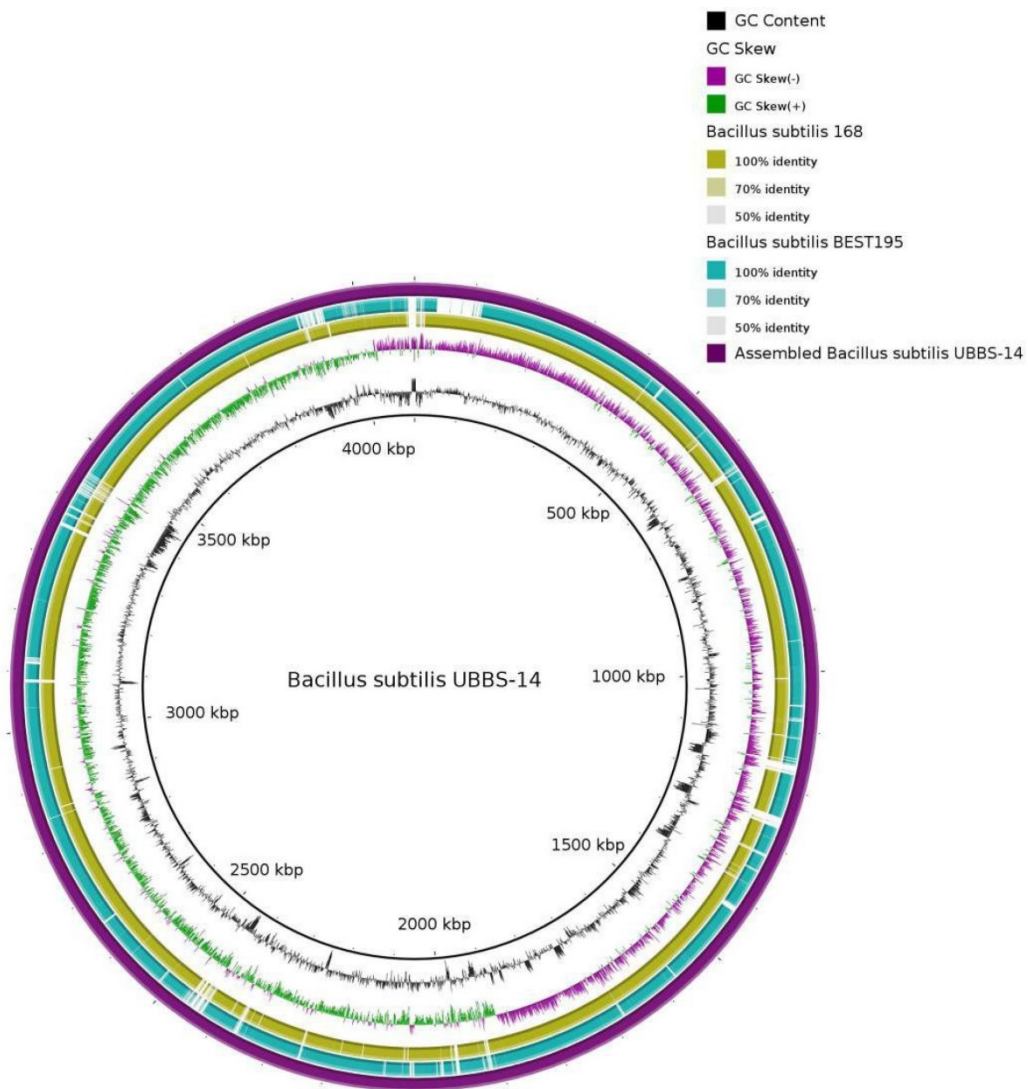 GC Content
GC Skew
GC Skew(-)
GC Skew(+)
Bacillus subtilis 168
100% identity
70% identity
50% identity
Bacillus subtilis BEST195
100% identity
70% identity
50% identity
Assembled Bacillus subtilis UBBS-14
4000 kbp
500 kbp
3500 kbp
Bacillus subtilis UBBS-14
1000 kbp
3000 kbp
1500 kbp
2500 kbp
2000 kbp